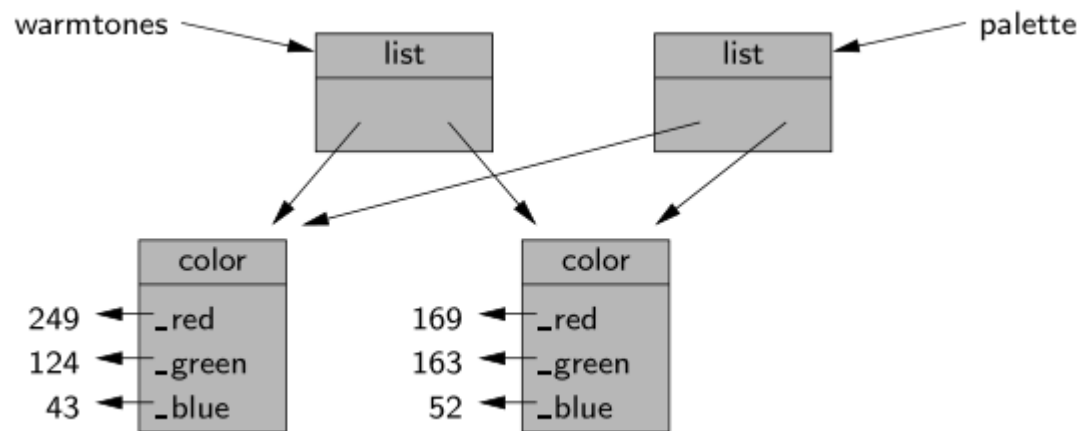 warmtones
palette
list
list
color
color
249
_red
169
_red
124
_green
163
_green
43
_blue
52
_blue